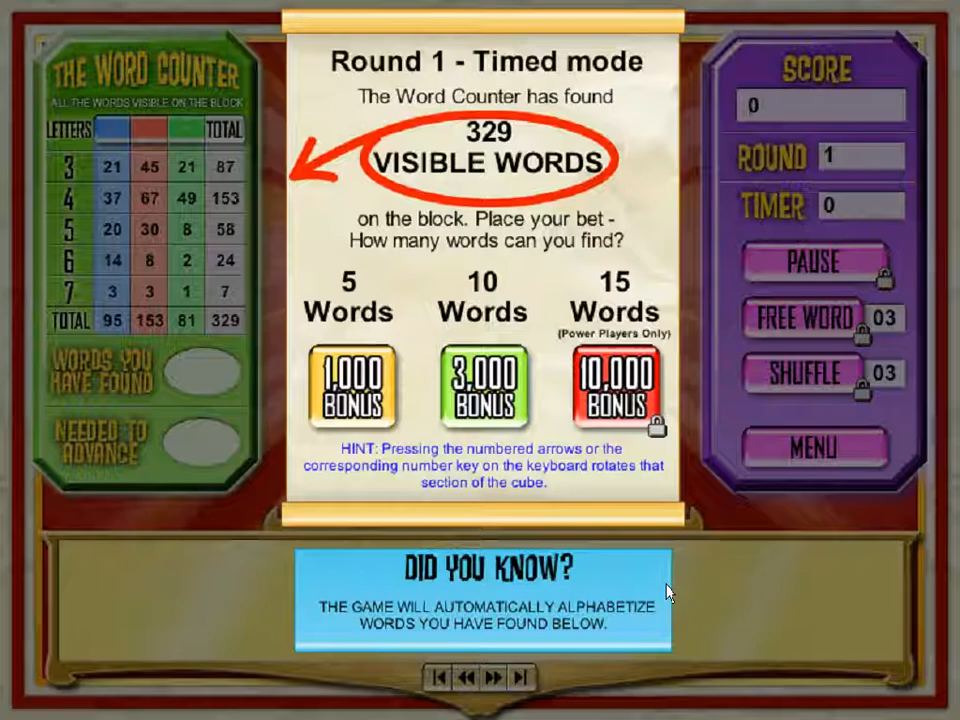 THE WORD COUNTER
ALL THE WORDS VISIBLE ON THE BLOCK
LETTERS TOTAL
3 21 45 21 87
4 37 67 49 153
5 20 30 8 58
6 14 8 2 24
7 3 3 1 7
TOTAL 95 153 81 329
WORDS YOU
HAVE FOUND
NEEDED TO
ADVANCE
Round 1 - Timed mode
The Word Counter has found
329
VISIBLE WORDS
on the block. Place your bet -
How many words can you find?
5
Words
10
Words
15
Words
(Power Players Only)
1,000
BONUS
3,000
BONUS
10,000
BONUS
HINT: Pressing the numbered arrows or the
corresponding number key on the keyboard rotates that
section of the cube.
SCORE
0
ROUND 1
TIMER 0
PAUSE
FREE WORD 03
SHUFFLE 03
MENU
DID YOU KNOW?
THE GAME WILL AUTOMATICALLY ALPHABETIZE
WORDS YOU HAVE FOUND BELOW.